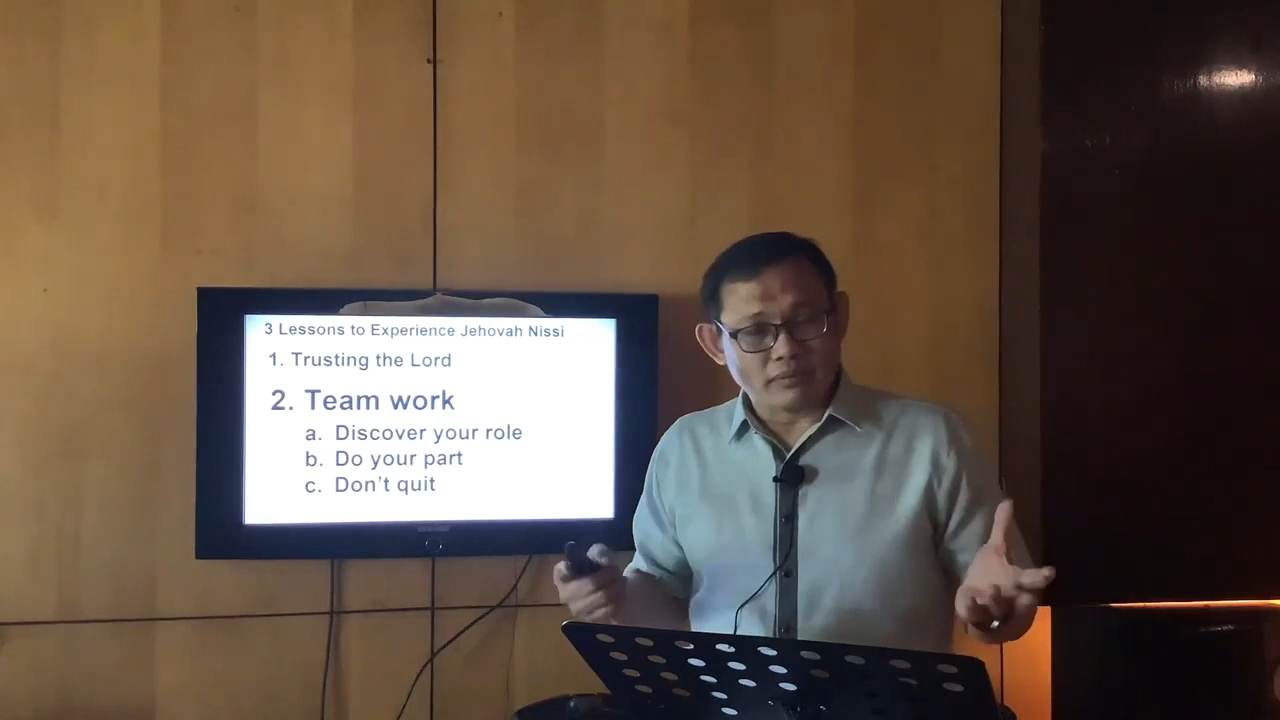 3 Lessons to Experience Jehovah Nissi
1. Trusting the Lord
2. Team work
a. Discover your role
b. Do your part
c. Don't quit